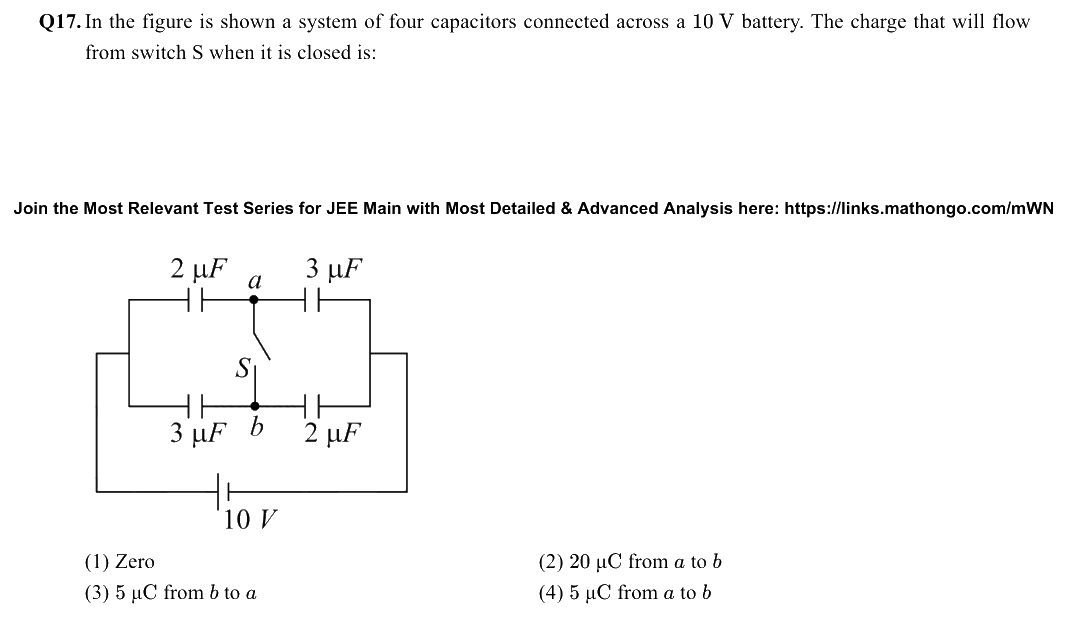 Q17. In the figure is shown a system of four capacitors connected across a 10 V battery. The charge that will flow
from switch S when it is closed is:
Join the Most Relevant Test Series for JEE Main with Most Detailed & Advanced Analysis here: https://links.mathongo.com/mWN
2 μF a 3 μF
S
3 μF b 2 μF
10 V
(1) Zero (2) 20 μC from a to b
(3) 5 μC from b to a (4) 5 μC from a to b